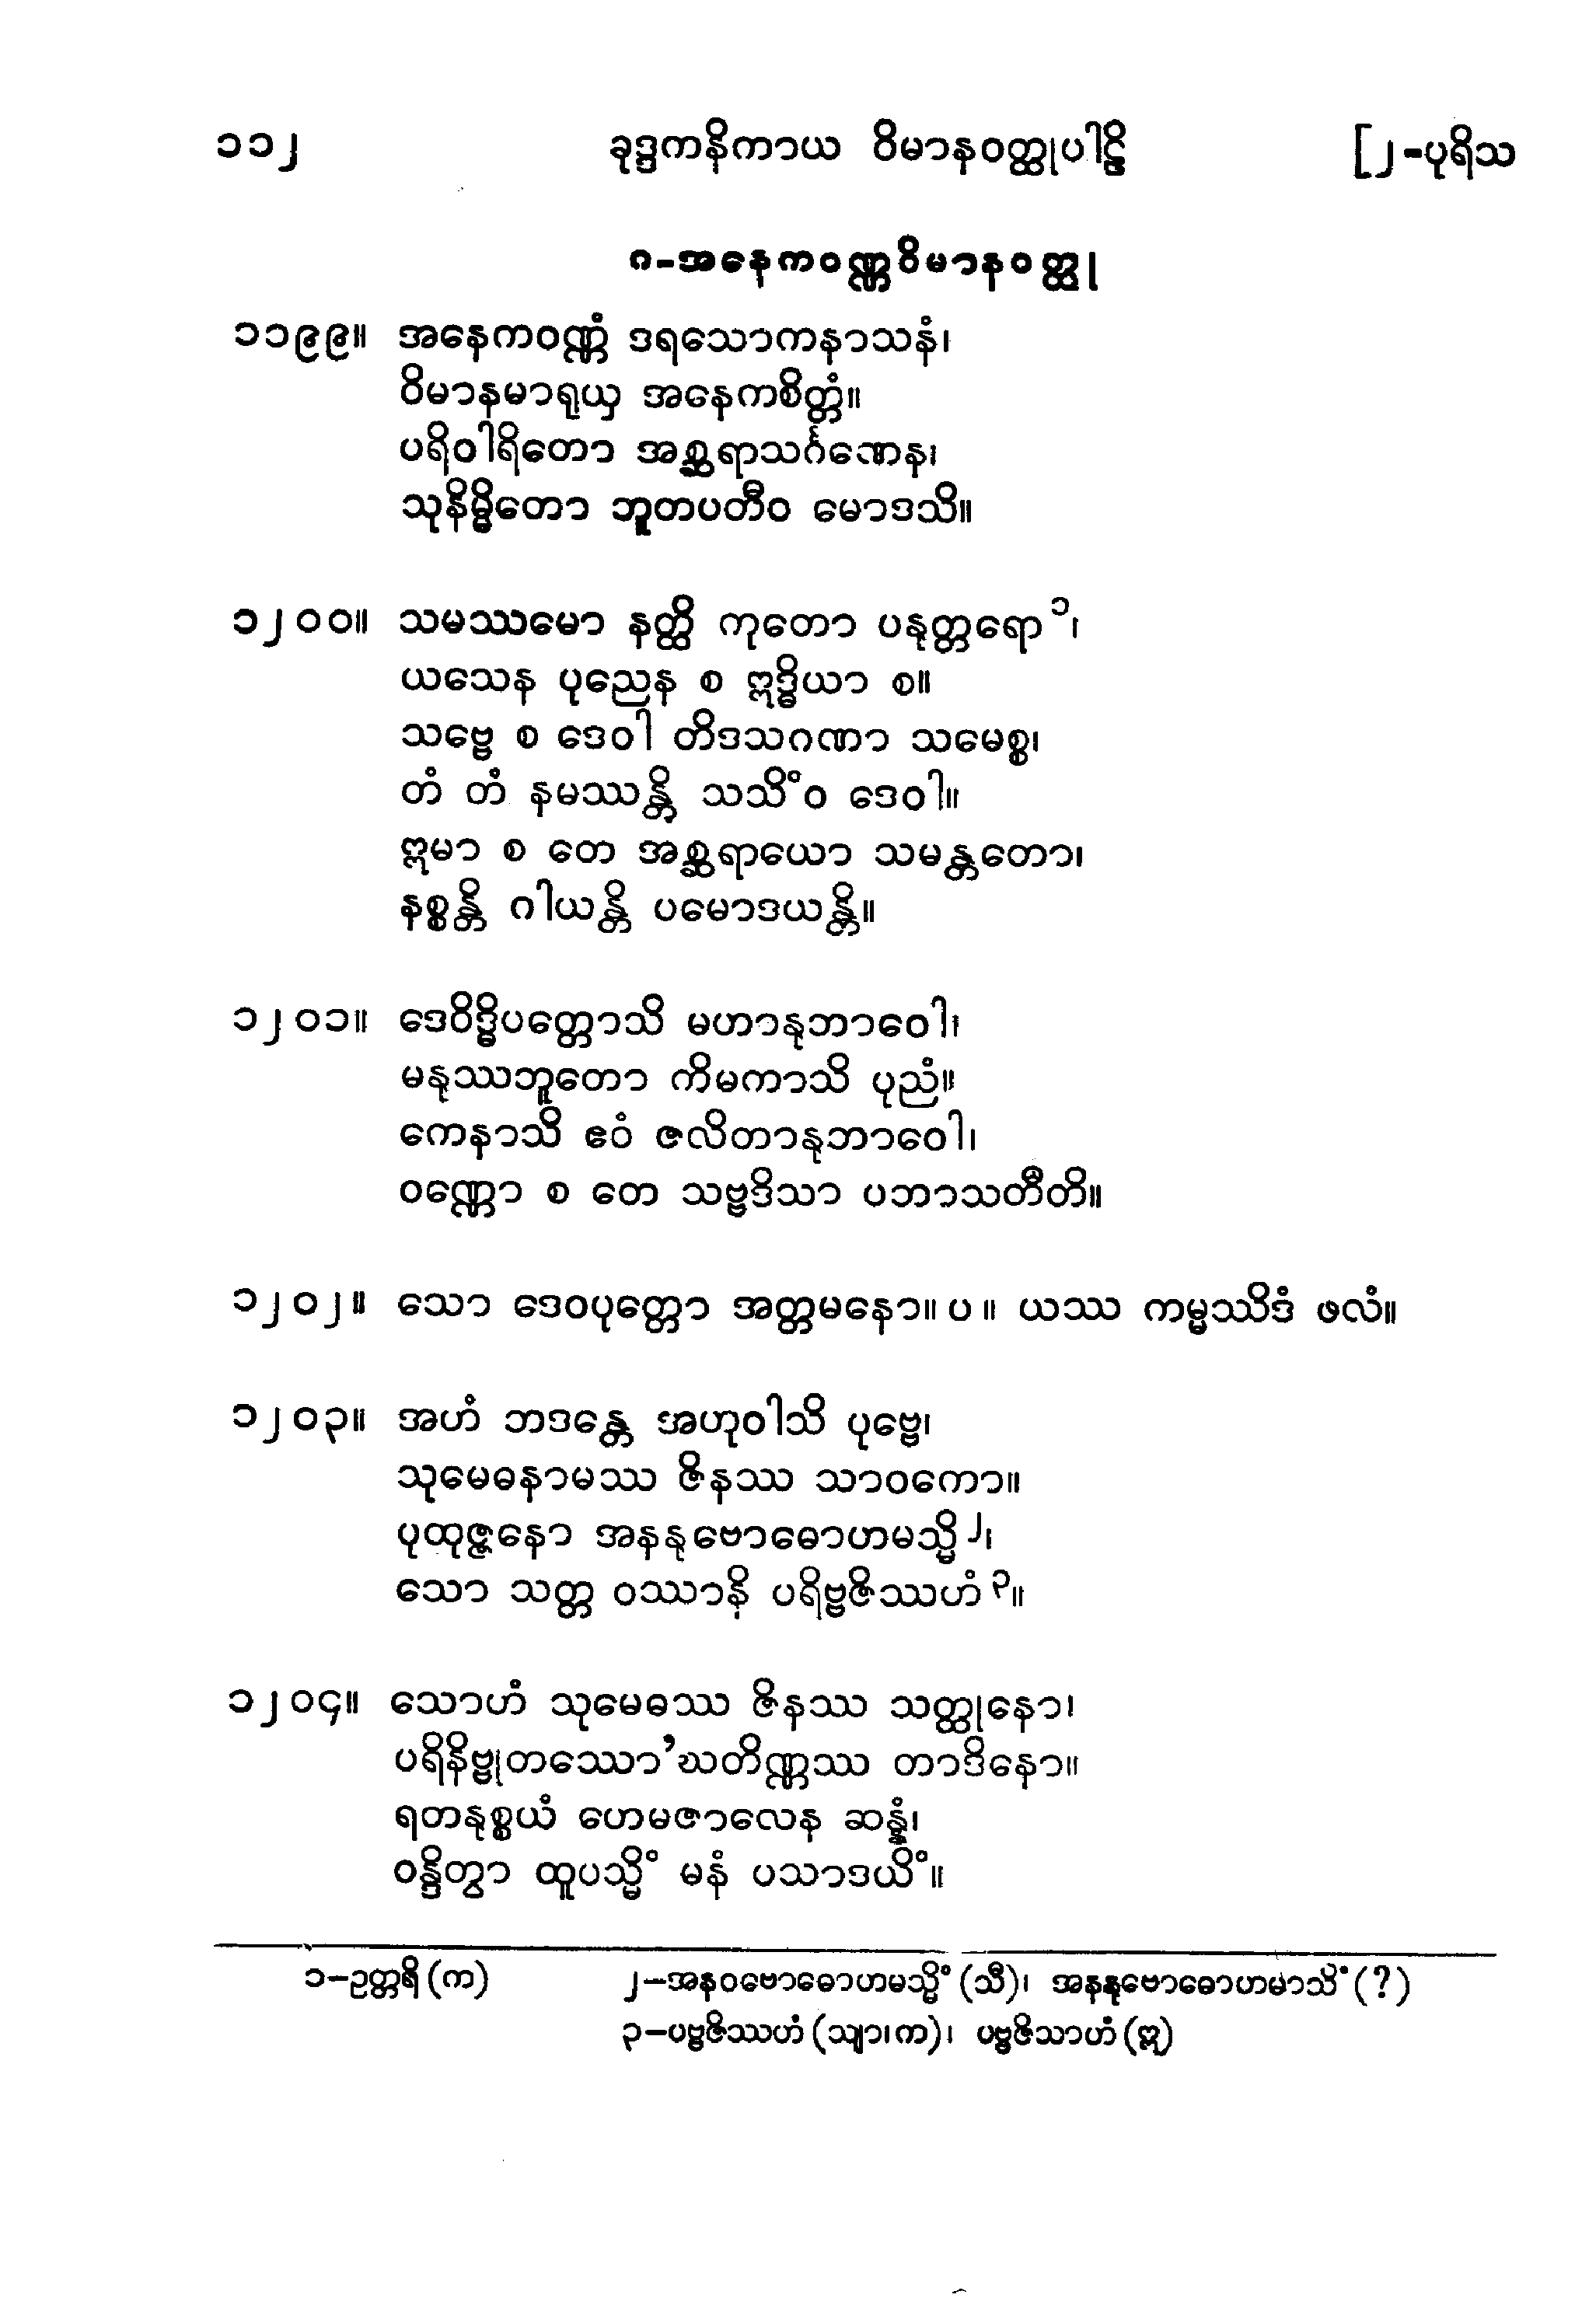 ၁၁၂ ခုဒ္ဒကနိကာယ ဝိမာနဝတ္ထုပါဠိ [၂-ပုရိသ
၈-အနေကဝဏ္ဏဝိမာနဝတ္ထု
၁၁၉၉။ အနေကဝဏ္ဏံ ဒရသောကနာသနံ၊
ဝိမာနမာရုယှ အနေကစိတ္တံ။
ပရိဝါရိတော အစ္ဆရာသင်္ဂဏေန၊
သုနိမ္မိတော ဘူတပတီဝ မောဒသိ။
၁၂၀၀။ သမဿမော နတ္ထိ ကုတော ပနုတ္တရော၁၊
ယသေန ပုညေန စ ဣဒ္ဓိယာ စ။
သဗ္ဗေ စ ဒေဝါ တိဒသဂဏာ သမေစ္စ၊
တံ တံ နမဿန္တိ သသိံဝ ဒေဝါ။
ဣမာ စ တေ အစ္ဆရာယော သမန္တတော၊
နစ္စန္တိ ဂါယန္တိ ပမောဒယန္တိ။
၁၂၀၁။ ဒေဝိဒ္ဓိပတ္တောသိ မဟာနုဘာဝေါ၊
မနုဿဘူတော ကိမကာသိ ပုညံ။
ကေနာသိ ဧဝံ ဇလိတာနုဘာဝေါ၊
ဝဏ္ဏော စ တေ သဗ္ဗဒိသာ ပဘာသတီတိ။
၁၂၀၂။ သော ဒေဝပုတ္တော အတ္တမနော။ ပ ။ ယဿ ကမ္မဿိဒံ ဖလံ။
၁၂၀၃။ အဟံ ဘဒန္တေ အဟုဝါသိ ပုဗ္ဗေ၊
သုမေဓနာမဿ ဇိနဿ သာဝကော။
ပုထုဇ္ဇနော အနနုဗောဓောဟမသ္မိ၂၊
သော သတ္တ ဝဿာနိ ပရိဗ္ဗဇိဿဟံ၃။
၁၂၀၄။ သောဟံ သုမေဓဿ ဇိနဿ သတ္ထုနော၊
ပရိနိဗ္ဗုတဿော’ဃတိဏ္ဏဿ တာဒိနော။
ရတနုစ္စယံ ဟေမဇာလေန ဆန္နံ၊
ဝန္ဒိတွာ ထူပသ္မိံ မနံ ပသာဒယိံ။
၁−ဥတ္တရိ (က) ၂−အနဝဗောဓောဟမသ္မိံ (သီ)၊ အနနုဗောဓောဟမာသိံ (?)
၃−ပဗ္ဗဇိဿဟံ (သျာ၊က)၊ ပဗ္ဗဇိသာဟံ (ဣ)